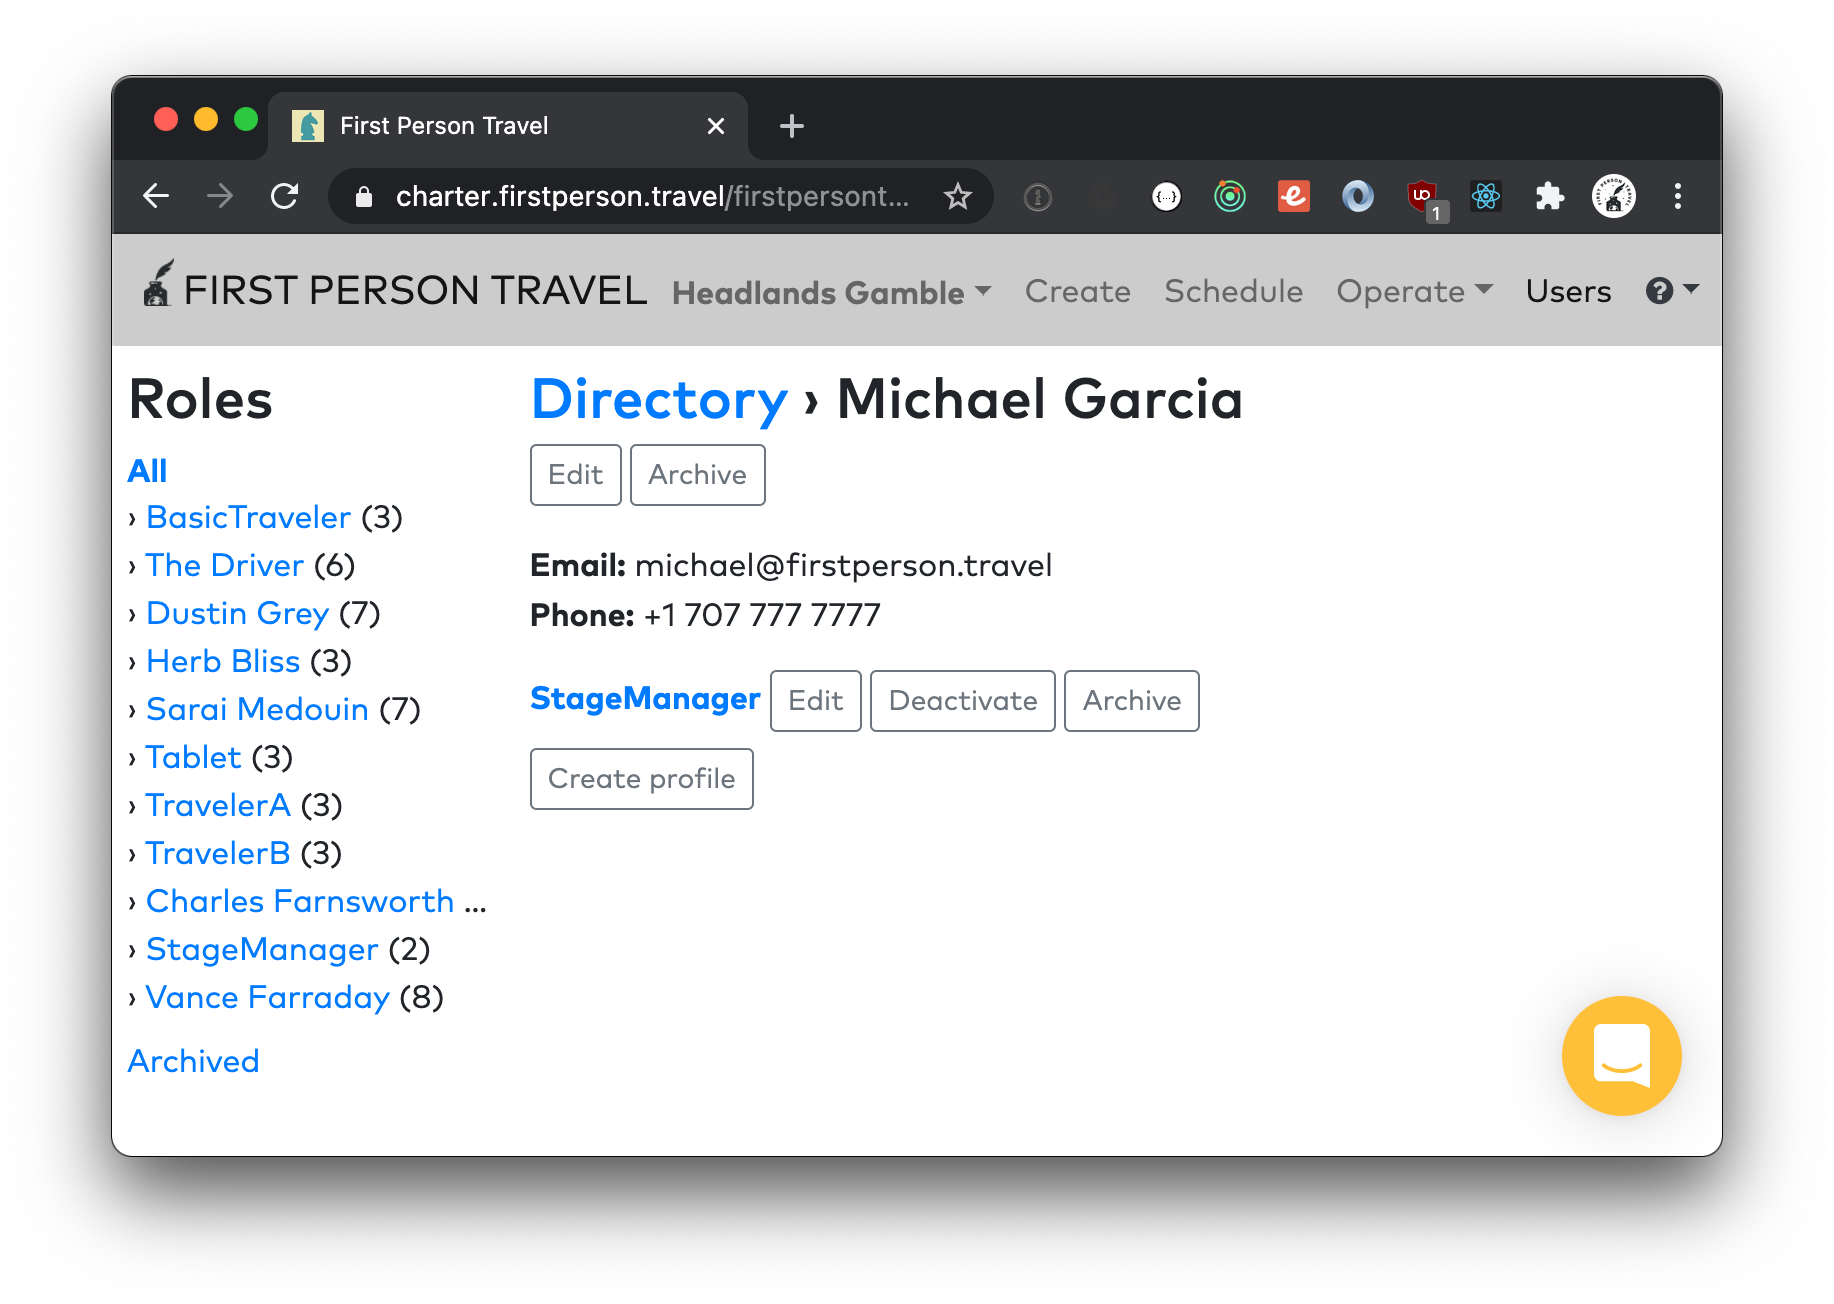 First Person Travel
charter.firstperson.travel/firstpersont...
1
FIRST PERSON TRAVEL Headlands Gamble Create Schedule Operate Users ?
Roles
All
› BasicTraveler (3)
› The Driver (6)
› Dustin Grey (7)
› Herb Bliss (3)
› Sarai Medouin (7)
› Tablet (3)
› TravelerA (3)
› TravelerB (3)
› Charles Farnsworth ...
› StageManager (2)
› Vance Farraday (8)
Archived
Directory › Michael Garcia
Edit Archive
Email: michael@firstperson.travel
Phone: +1 707 777 7777
StageManager Edit Deactivate Archive
Create profile